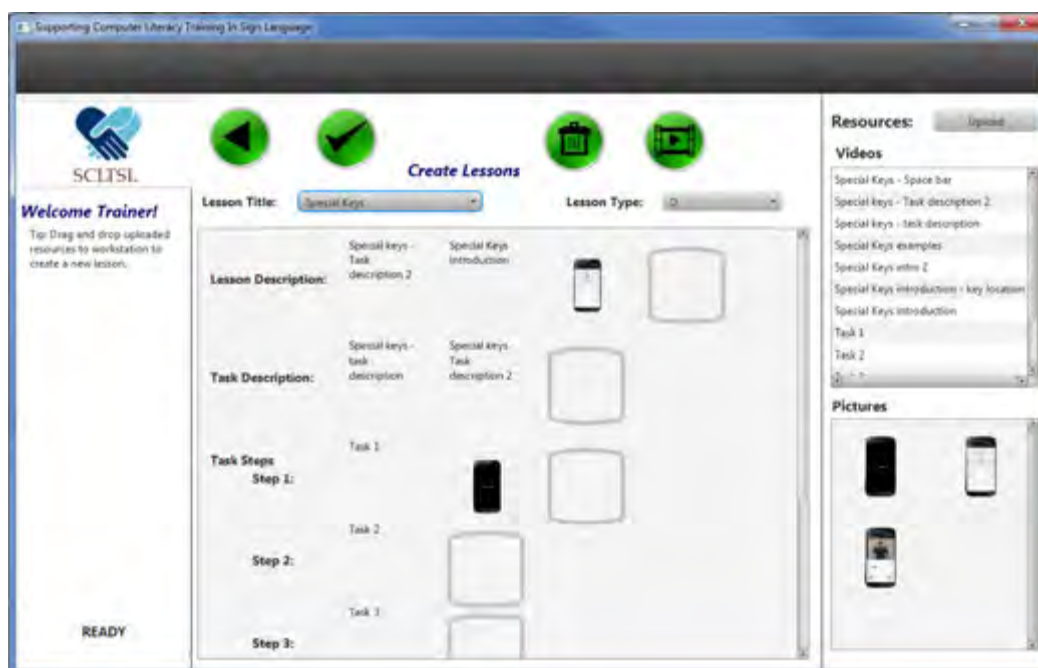 Supporting Computer Literacy Training In Sign Language
SCLTSL
Welcome Trainer!
Tip: Drag and drop uploaded
resources to workstation to
create a new lesson.
READY
Create Lessons
Lesson Title:
Special Keys
Lesson Type:
Lesson Description:
Special keys -
Task
description 2
Special Keys
introduction
Task Description:
Special keys -
task
description
Special keys
Task
description 2
Task Steps
Step 1:
Task 1
Step 2:
Task 2
Step 3:
Task 3
Resources:
Upload
Videos
Special Keys - Space bar
Special keys - Task description 2
Special keys - task description
Special Keys examples
Special Keys intro 2
Special Keys introduction - key location
Special Keys introduction
Task 1
Task 2
Pictures